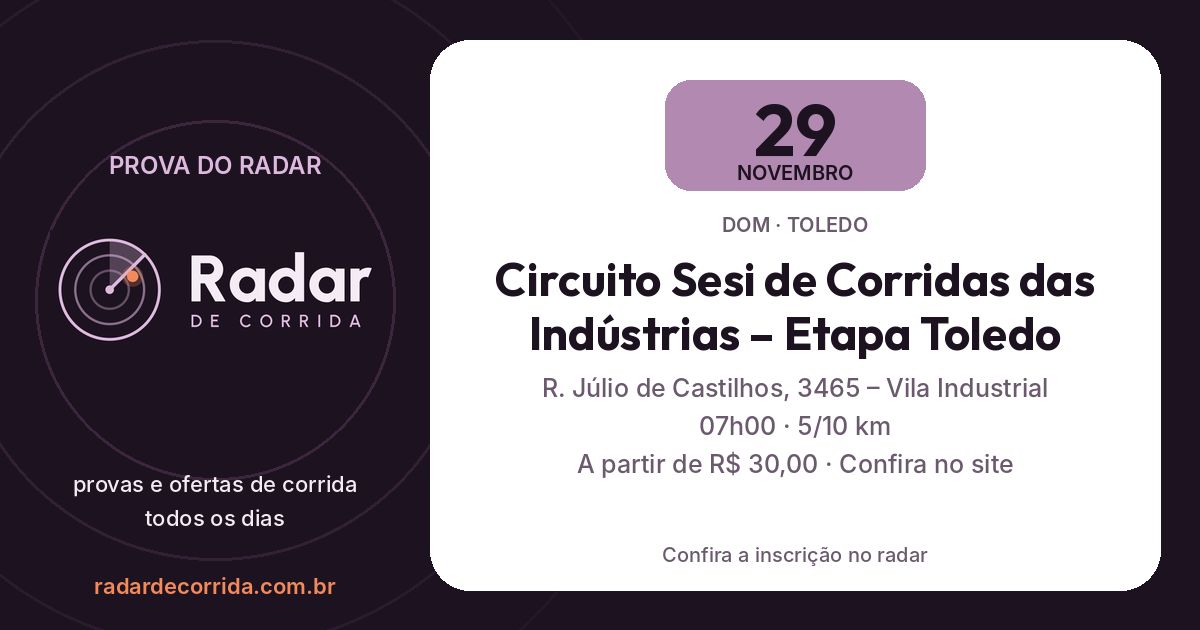 PROVA DO RADAR
Radar
DE CORRIDA
provas e ofertas de corrida
todos os dias
radardecorrida.com.br
29
NOVEMBRO
DOM · TOLEDO
Circuito Sesi de Corridas das
Indústrias – Etapa Toledo
R. Júlio de Castilhos, 3465 – Vila Industrial
07h00 · 5/10 km
A partir de R$ 30,00 · Confira no site
Confira a inscrição no radar